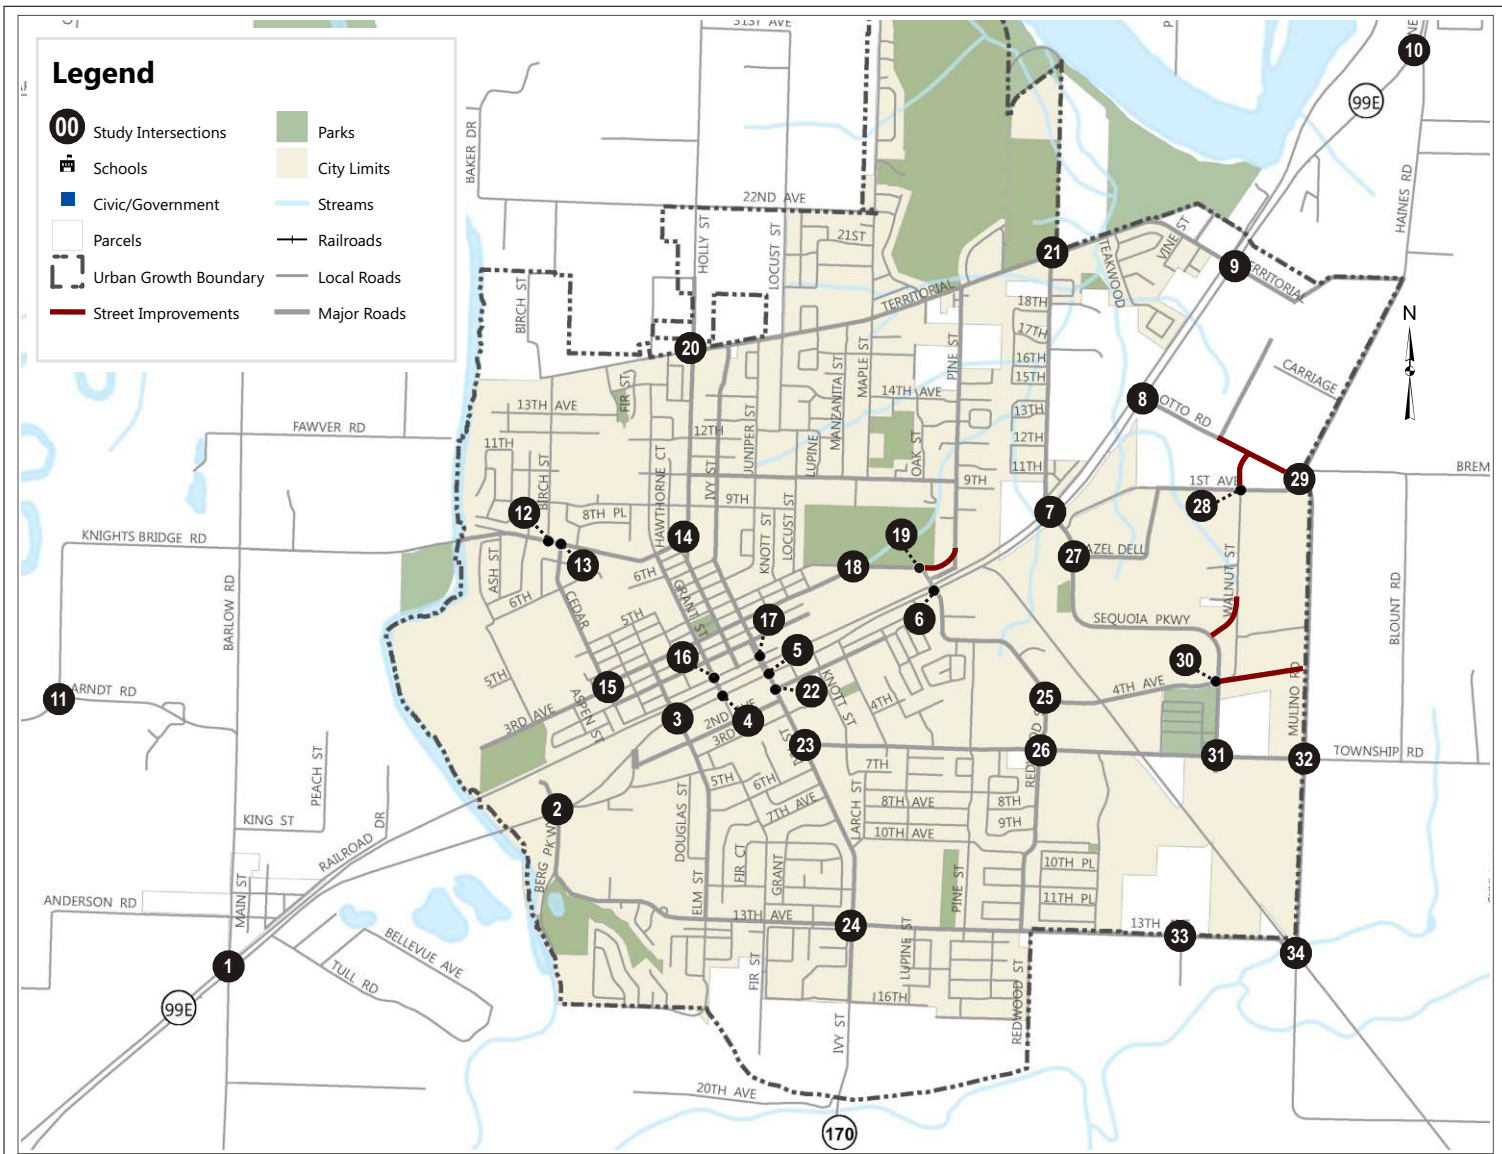 31ST AVE
10
99E
Legend
00 Study Intersections
Parks
Schools
City Limits
Civic/Government
Streams
Parcels
Railroads
Urban Growth Boundary
Local Roads
Street Improvements
Major Roads
BAKER DR
22ND AVE
HAINES RD
HOLLY ST
LOCUST ST
21ST
21
TEAKWOOD
VINE ST
9
TERRITORIAL
TERRITORIAL
BIRCH ST
18TH
N
17TH
20
16TH
PINE ST
15TH
MAPLE ST
MANZANITA ST
14TH AVE
CARRIAGE
FIR ST
13TH AVE
8
OTTO RD
13TH
FAWVER RD
12TH
JUNIPER ST
LUPINE
OAK ST
12TH
11TH
HAWTHORNE CT
IVY ST
11TH
BREM
BIRCH ST
9TH
9TH
1ST AVE
29
28
12
8TH PL
KNOTT ST
LOCUST ST
7
KNIGHTS BRIDGE RD
14
19
13
27
AZEL DELL
ASH ST
6TH
18
6TH
CEDAR
GRANT ST
WALNUT ST
BLOUNT RD
BARLOW RD
5TH
6
SEQUOIA PKWY
17
16
5
30
5TH
15
KNOTT ST
22
4TH AVE
11
ARNDT RD
ASPEN ST
4TH
25
MULINO RD
3RD AVE
3
2ND AVE
4
3RD
23
26
31
32
TOWNSHIP RD
PEACH ST
7TH
5TH
6TH
2
DOUGLAS ST
7TH AVE
LARCH ST
8TH AVE
8TH
KING ST
RAILROAD DR
9TH
10TH AVE
BERG PKWY
FIR CT
GRANT
10TH PL
ANDERSON RD
MAIN ST
ELM ST
PINE ST
11TH PL
13TH AVE
24
13TH AVE
33
BELLEVUE AVE
LUPINE ST
34
1
TULL RD
FIR ST
REDWOOD ST
99E
16TH
IVY ST
20TH AVE
170